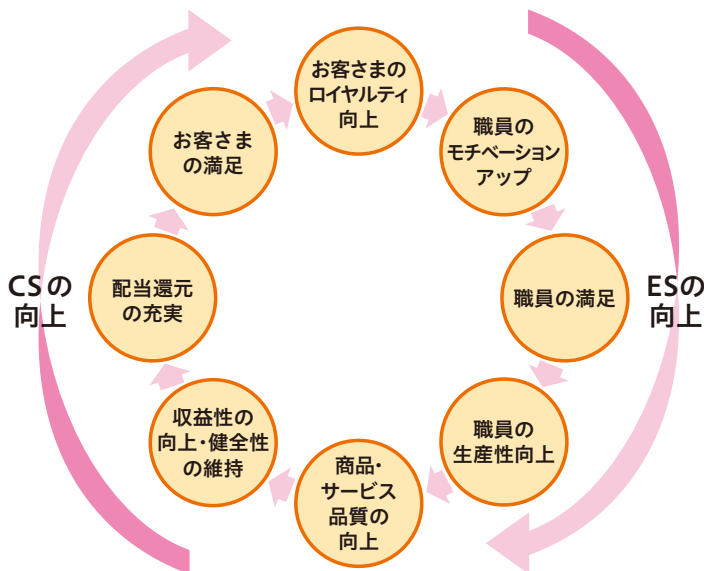 お客さまの
ロイヤルティ
向上
職員の
モチベーション
アップ
職員の満足
職員の
生産性向上
商品・
サービス
品質の
向上
収益性の
向上・健全性
の維持
配当還元
の充実
お客さま
の満足
CSの
向上
ESの
向上